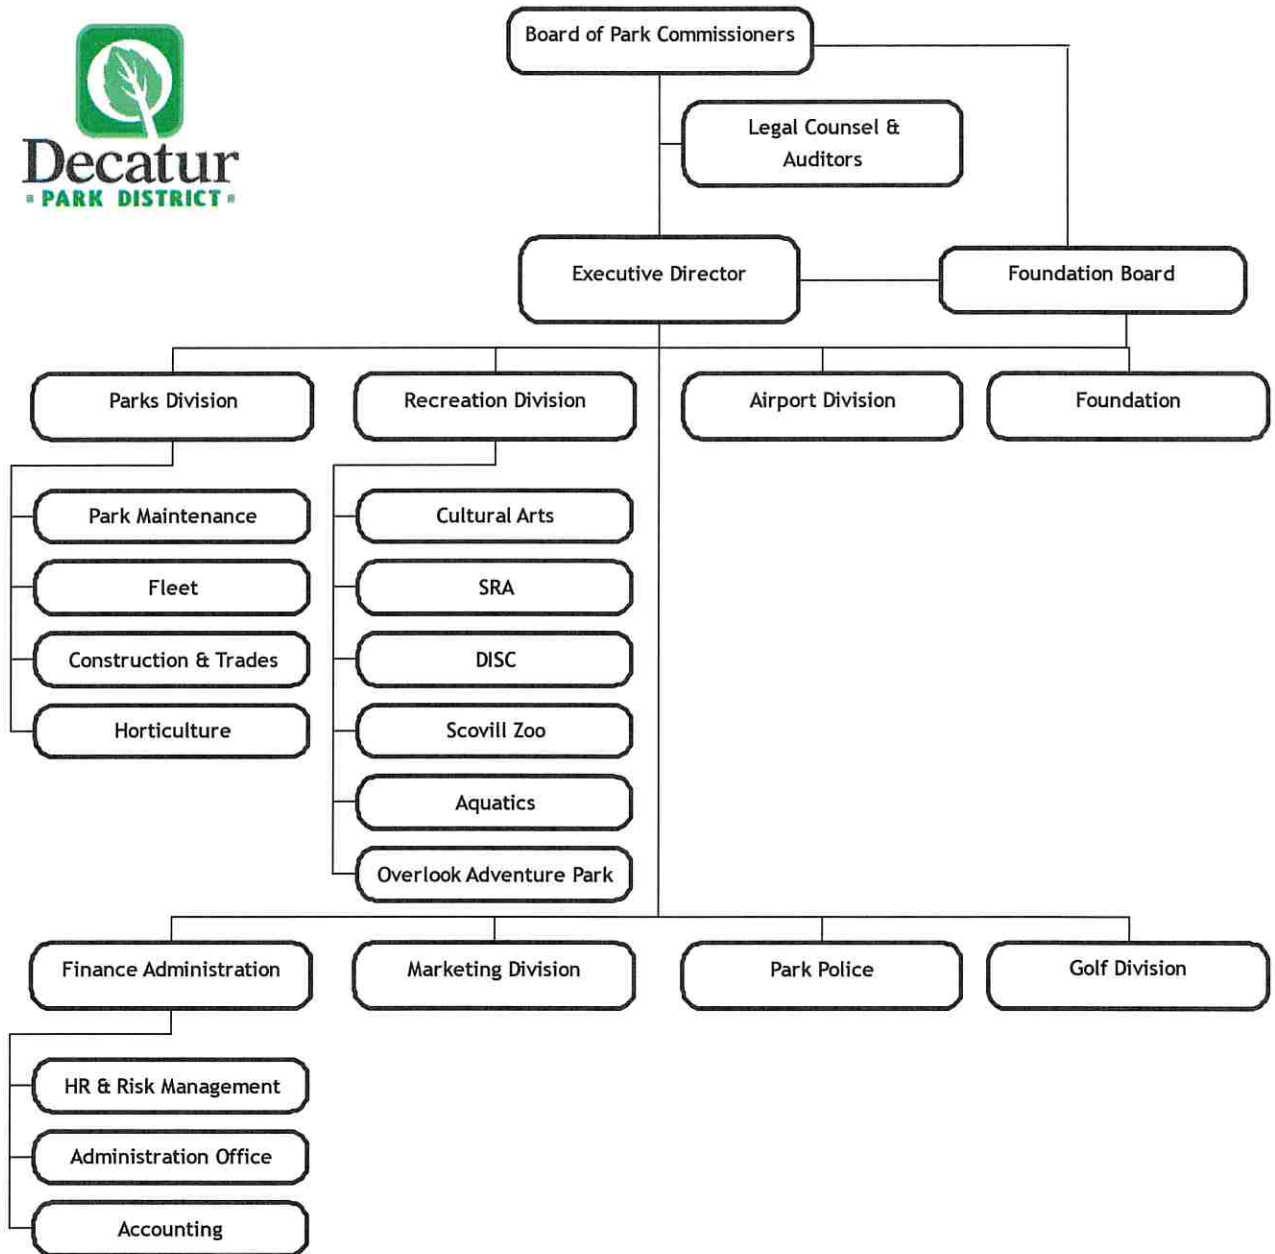 Board of Park Commissioners
Decatur
PARK DISTRICT
Legal Counsel &
Auditors
Executive Director
Foundation Board
Parks Division
Recreation Division
Airport Division
Foundation
Park Maintenance
Fleet
Construction & Trades
Horticulture
Cultural Arts
SRA
DISC
Scovill Zoo
Aquatics
Overlook Adventure Park
Finance Administration
Marketing Division
Park Police
Golf Division
HR & Risk Management
Administration Office
Accounting